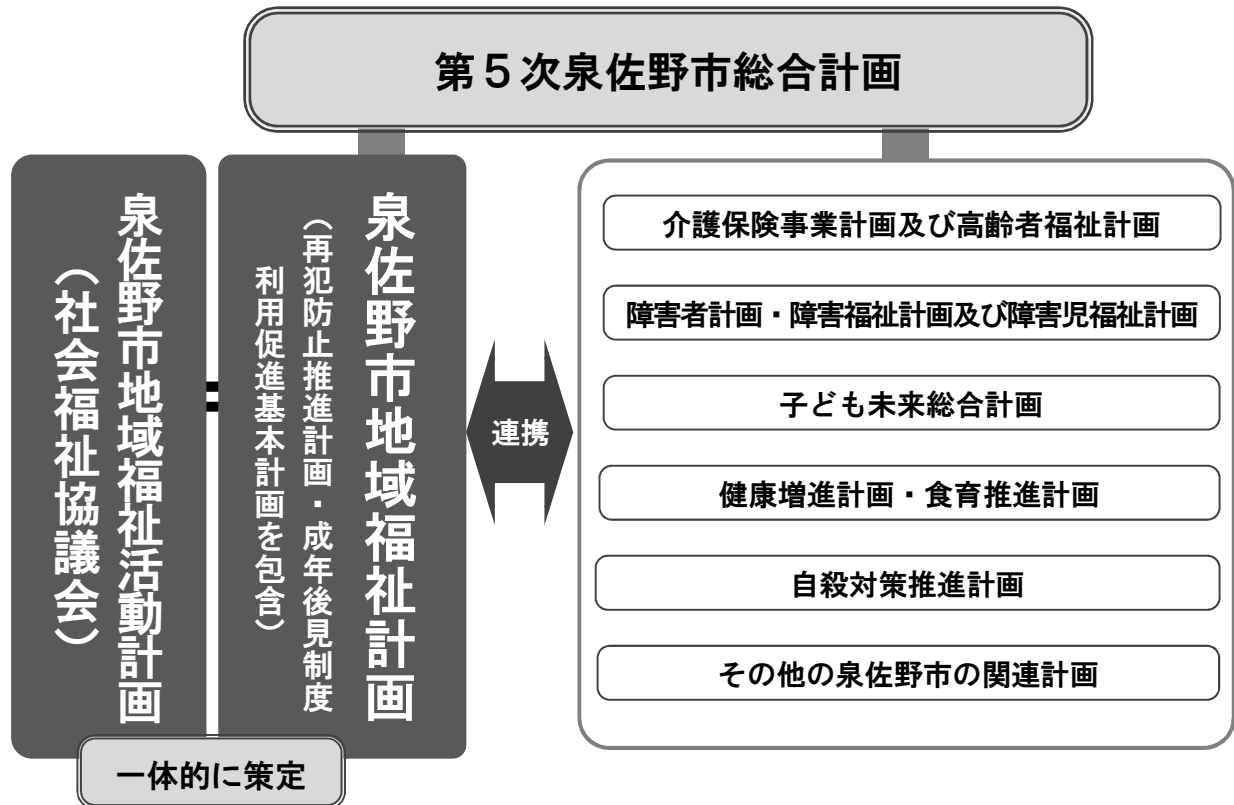 第５次泉佐野市総合計画
泉佐野市地域福祉活動計画
（社会福祉協議会）
泉佐野市地域福祉計画
（再犯防止推進計画・成年後見制度
利用促進基本計画を包含）
一体的に策定
連携
介護保険事業計画及び高齢者福祉計画
障害者計画・障害福祉計画及び障害児福祉計画
子ども未来総合計画
健康増進計画・食育推進計画
自殺対策推進計画
その他の泉佐野市の関連計画